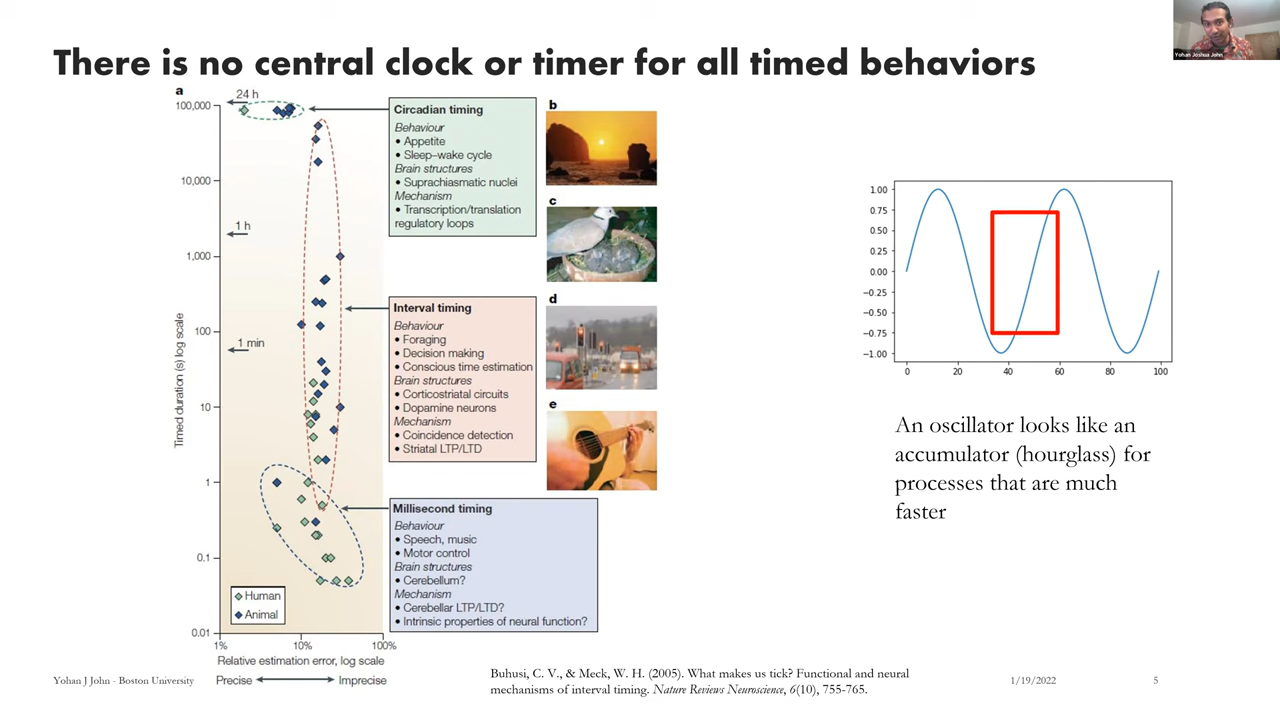 Yohan Joshua John
There is no central clock or timer for all timed behaviors
a
24 h
100,000
10,000
1 h
1,000
100
1 min
10
1
0.1
0.01
Timed duration (s) log scale
Human
Animal
1%
10%
100%
Relative estimation error, log scale
Precise
Imprecise
Circadian timing
Behaviour
• Appetite
• Sleep–wake cycle
Brain structures
• Suprachiasmatic nuclei
Mechanism
• Transcription/translation
regulatory loops
Interval timing
Behaviour
• Foraging
• Decision making
• Conscious time estimation
Brain structures
• Corticostriatal circuits
• Dopamine neurons
Mechanism
• Coincidence detection
• Striatal LTP/LTD
Millisecond timing
Behaviour
• Speech, music
• Motor control
Brain structures
• Cerebellum?
Mechanism
• Cerebellar LTP/LTD?
• Intrinsic properties of neural function?
b
c
d
e
1.00
0.75
0.50
0.25
0.00
−0.25
−0.50
−0.75
−1.00
0
20
40
60
80
100
An oscillator looks like an
accumulator (hourglass) for
processes that are much
faster
Yohan J John - Boston University
Buhusi, C. V., & Meck, W. H. (2005). What makes us tick? Functional and neural
mechanisms of interval timing. Nature Reviews Neuroscience, 6(10), 755-765.
1/19/2022
5